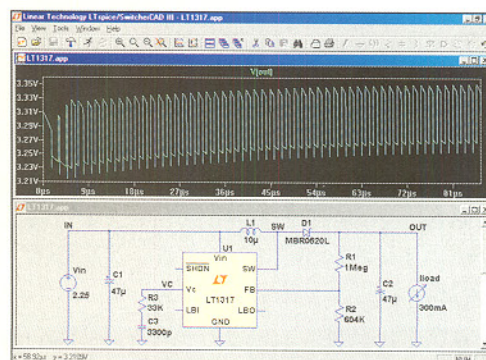 Linear Technology LTspice/SwitcherCAD III - [LT1317.app]
File View Tools Window Help
LT1317.app
V[out]
3.35V
3.33V
3.31V
3.29V
3.27V
3.25V
3.23V
3.21V
0µs 9µs 18µs 27µs 36µs 45µs 54µs 63µs 72µs 81µs
LT1317.app
IN
L1
10µ
SW
D1
MBR0620L
OUT
U1
Vin
SHDN
SW
Vc
FB
LT1317
LBI
LBO
GND
Vin
2.25
C1
47µ
VC
R3
33K
C3
3300p
R1
1Meg
R2
604K
C2
47µ
Iload
300mA